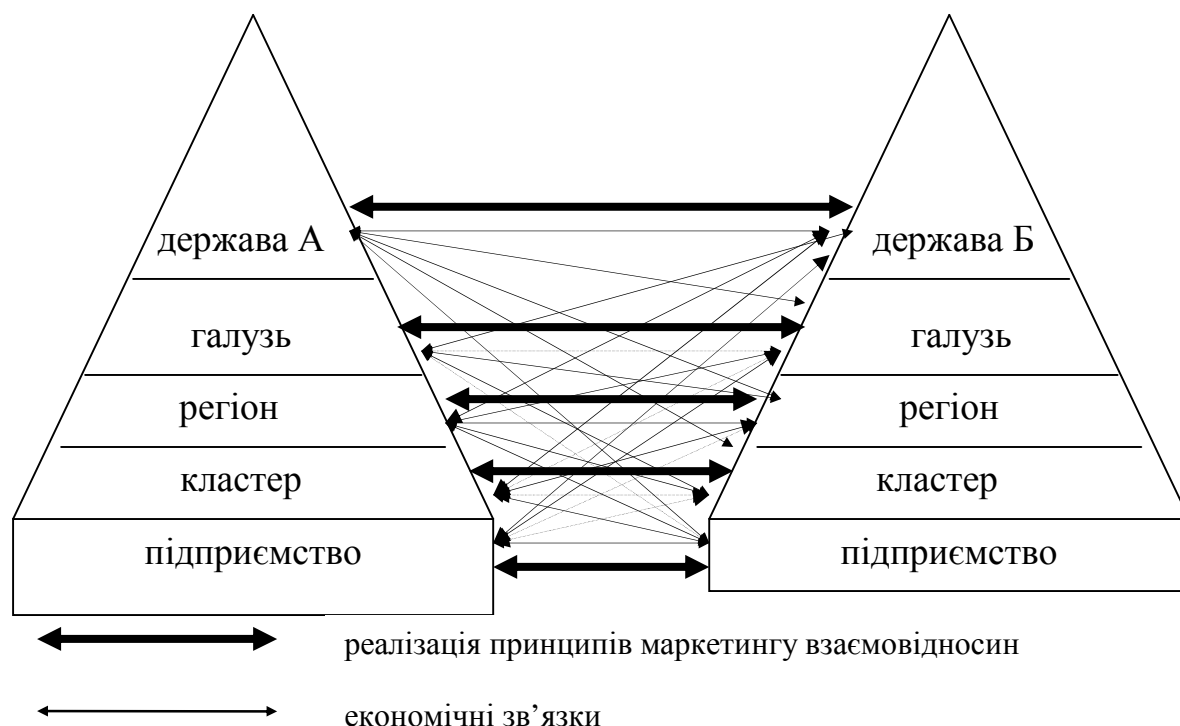 держава А
держава Б
галузь
галузь
регіон
регіон
кластер
кластер
підприємство
підприємство
реалізація принципів маркетингу взаємовідносин
економічні зв’язки